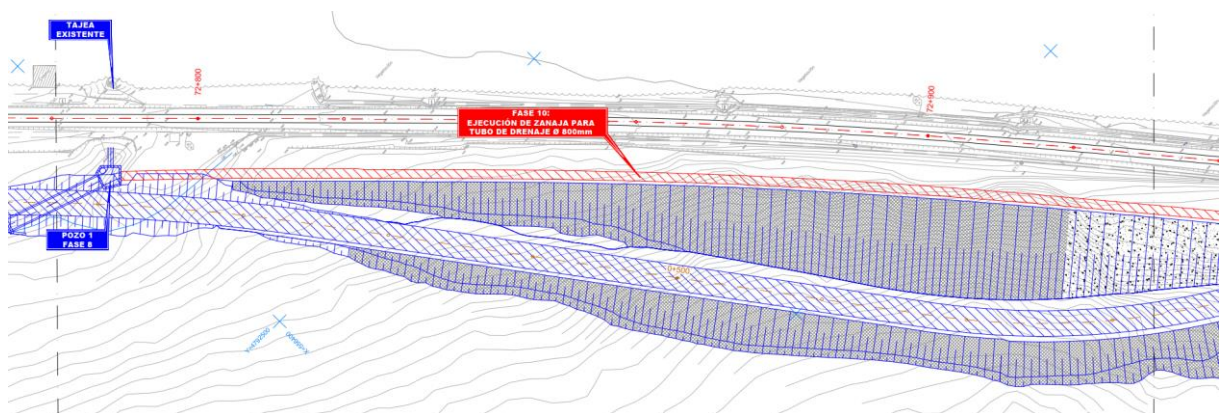 TAJEA
EXISTENTE
72+800
FASE 10:
EJECUCIÓN DE ZANAJA PARA
TUBO DE DRENAJE Ø 800mm
72+900
POZO 1
FASE 8
0+500